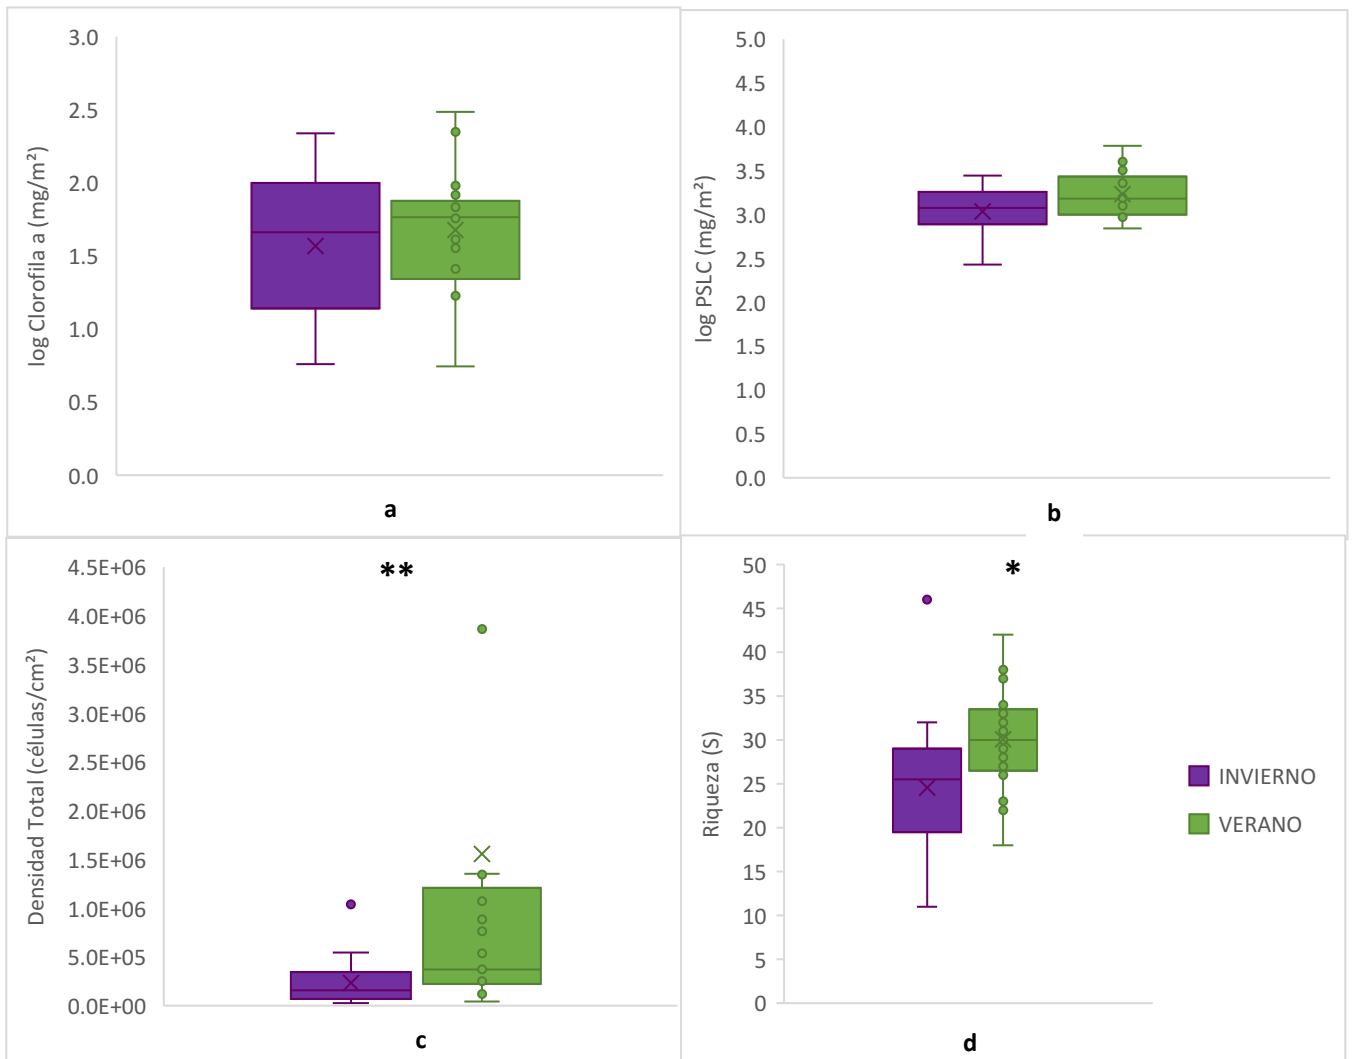 3.0
2.5
2.0
1.5
1.0
0.5
0.0
log Clorofila a (mg/m²)
a
5.0
4.5
4.0
3.5
3.0
2.5
2.0
1.5
1.0
0.5
0.0
log PSLC (mg/m²)
b
4.5E+06
4.0E+06
3.5E+06
3.0E+06
2.5E+06
2.0E+06
1.5E+06
1.0E+06
5.0E+05
0.0E+00
Densidad Total (células/cm²)
**
c
50
45
40
35
30
25
20
15
10
5
0
Riqueza (S)
*
d
INVIERNO
VERANO